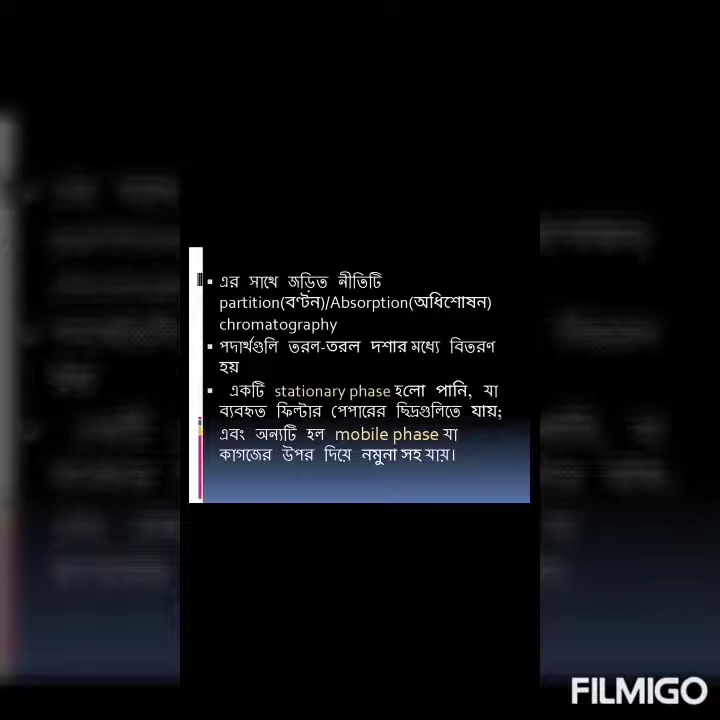 ▪ এর সাথে জড়িত নীতিটি
partition(বণ্টন)/Absorption(অধিশোষন)
chromatography
▪ পদার্থগুলি তরল-তরল দশার মধ্যে বিতরণ
হয়
▪ একটি stationary phase হলো পানি, যা
ব্যবহৃত ফিল্টার পেপারের ছিদ্রগুলিতে যায়;
এবং অন্যটি হল mobile phase যা
কাগজের উপর দিয়ে নমুনা সহ যায়।
FILMIGO